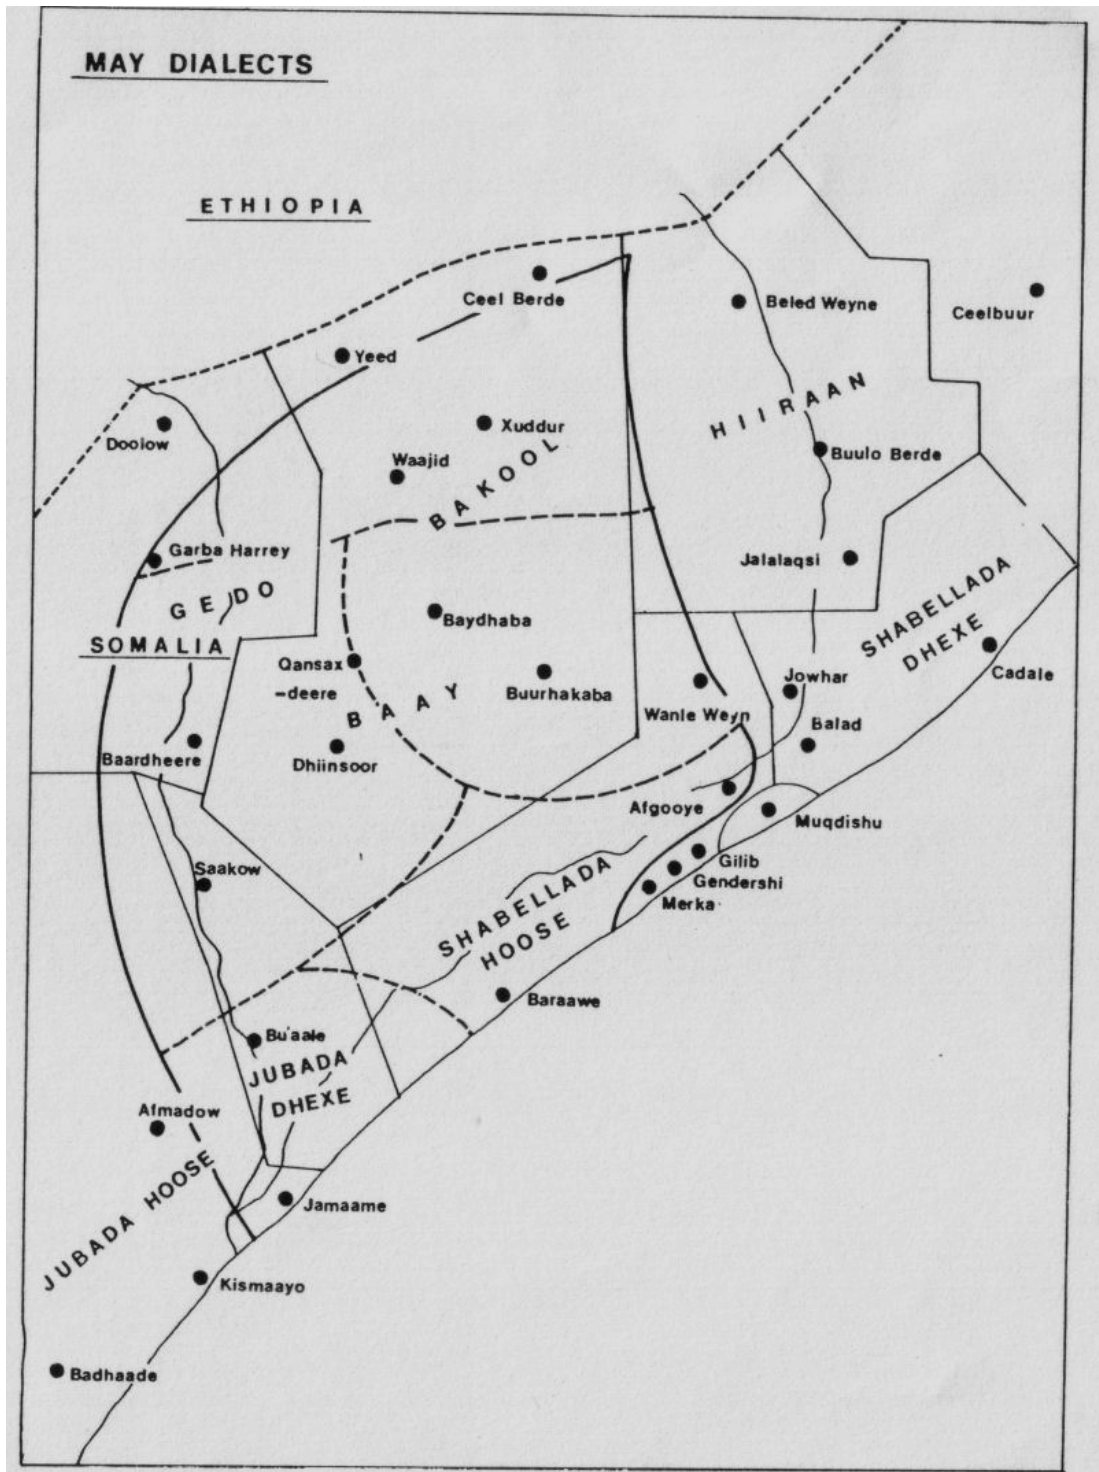 MAY DIALECTS
ETHIOPIA
Ceel Berde
Beled Weyne
Ceelbuur
Yeed
HIIRAAN
Doolow
Xuddur
Waajid
BAKOOL
Buulo Berde
Garba Harrey
Jalalaqsi
GEDO
Baydhaba
SHABELLADA
DHEXE
SOMALIA
Qansax
-deere
Buurhakaba
Jowhar
Cadale
BAAY
Wanle Weyn
Balad
Baardheere
Dhiinsoor
Afgooye
Muqdishu
Saakow
Gilib
Gendershi
Merka
SHABELLADA
HOOSE
Baraawe
Bu'aale
JUBADA
DHEXE
Afmadow
JUBADA HOOSE
Jamaame
Kismaayo
Badhaade